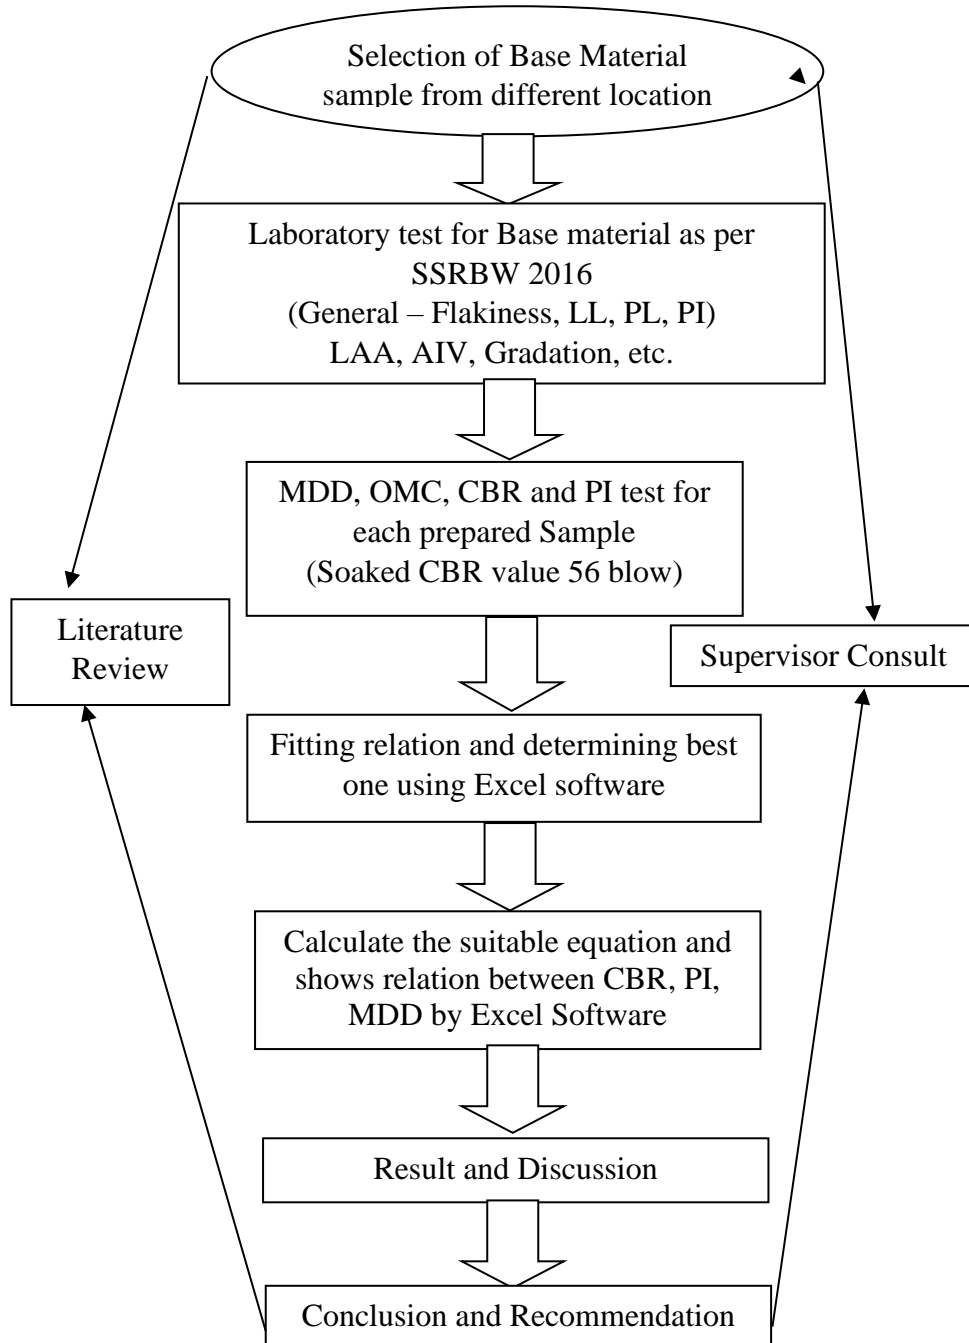 Selection of Base Material
sample from different location
Laboratory test for Base material as per
SSRBW 2016
(General – Flakiness, LL, PL, PI)
LAA, AIV, Gradation, etc.
MDD, OMC, CBR and PI test for
each prepared Sample
(Soaked CBR value 56 blow)
Literature
Review
Supervisor Consult
Fitting relation and determining best
one using Excel software
Calculate the suitable equation and
shows relation between CBR, PI,
MDD by Excel Software
Result and Discussion
Conclusion and Recommendation